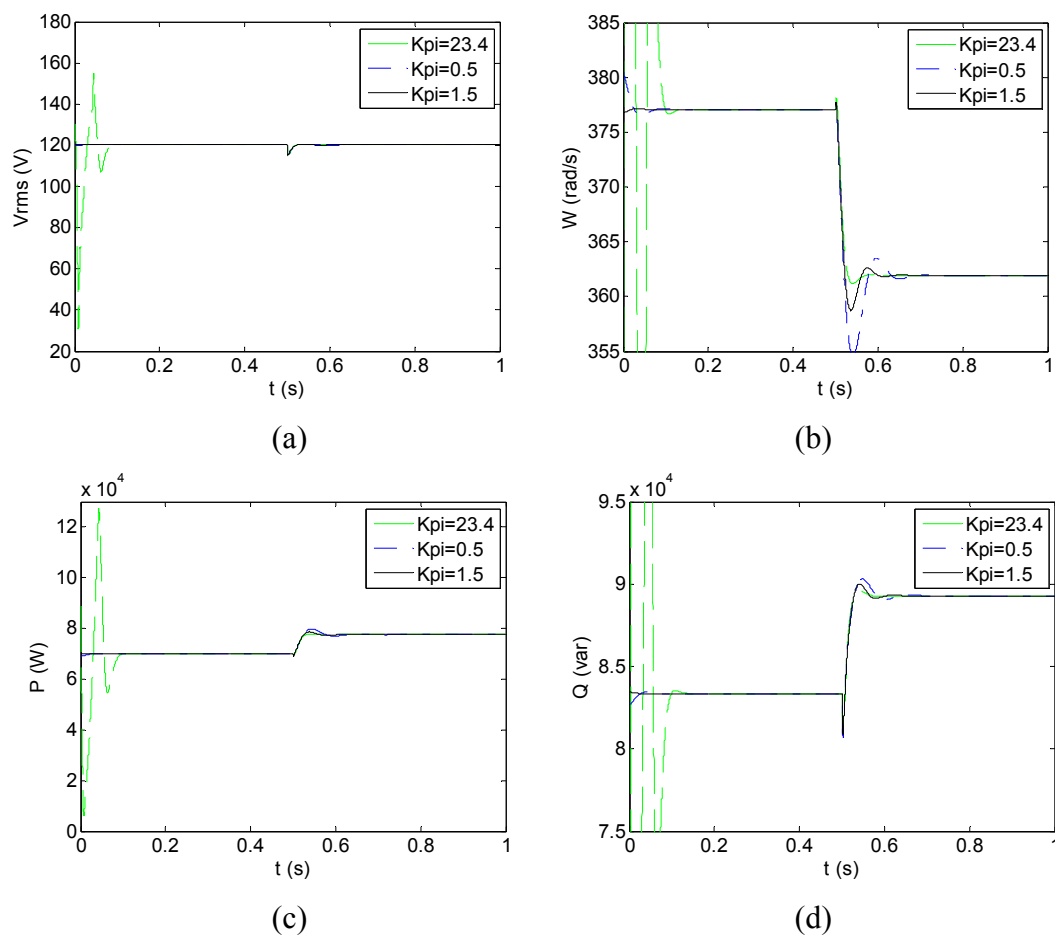 180
160
140
120
100
80
60
40
20
Vrms (V)
0 0.2 0.4 0.6 0.8 1
t (s)
Kpi=23.4
Kpi=0.5
Kpi=1.5
(a)
385
380
375
370
365
360
355
W (rad/s)
0 0.2 0.4 0.6 0.8 1
t (s)
Kpi=23.4
Kpi=0.5
Kpi=1.5
(b)
x 10^4
12
10
8
6
4
2
0
P (W)
0 0.2 0.4 0.6 0.8 1
t (s)
Kpi=23.4
Kpi=0.5
Kpi=1.5
(c)
x 10^4
9.5
9
8.5
8
7.5
Q (var)
0 0.2 0.4 0.6 0.8 1
t (s)
Kpi=23.4
Kpi=0.5
Kpi=1.5
(d)